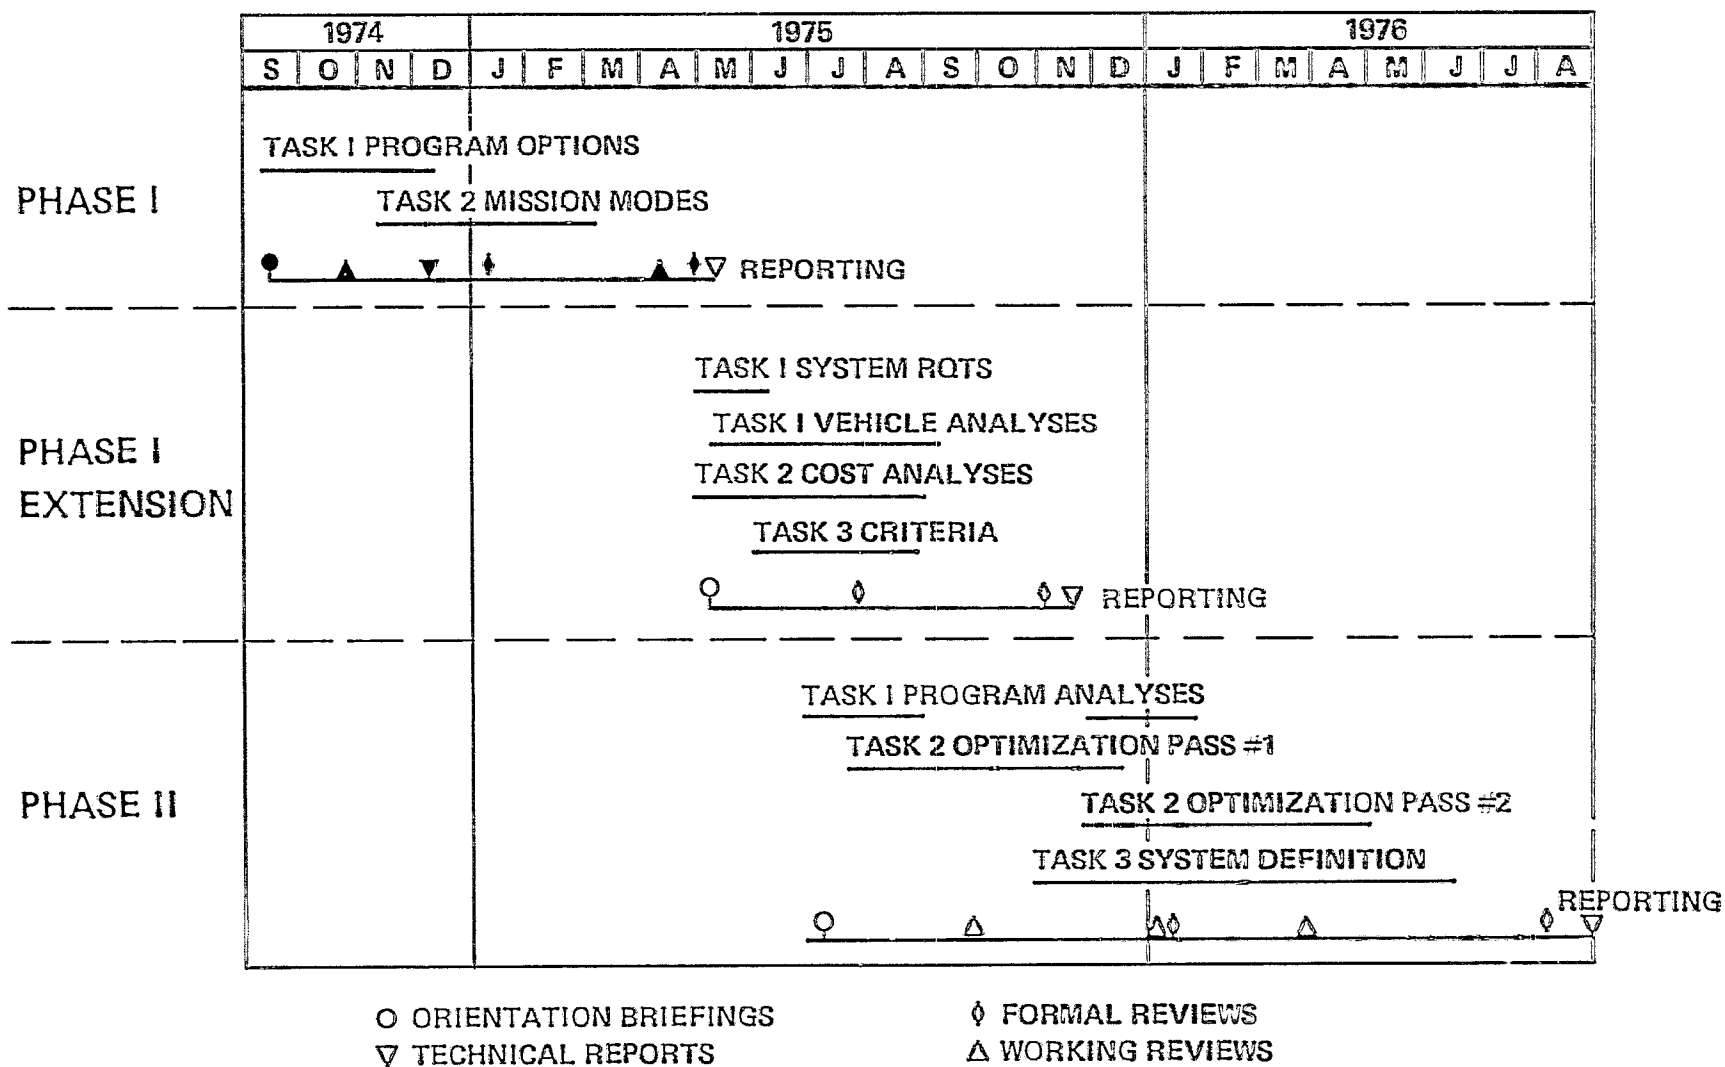 1974 1975 1976
S O N D J F M A M J J A S O N D J F M A M J J A
PHASE I
TASK I PROGRAM OPTIONS
TASK 2 MISSION MODES
REPORTING
PHASE I
EXTENSION
TASK I SYSTEM RQTS
TASK I VEHICLE ANALYSES
TASK 2 COST ANALYSES
TASK 3 CRITERIA
REPORTING
PHASE II
TASK I PROGRAM ANALYSES
TASK 2 OPTIMIZATION PASS #1
TASK 2 OPTIMIZATION PASS #2
TASK 3 SYSTEM DEFINITION
REPORTING
ORIENTATION BRIEFINGS
TECHNICAL REPORTS
FORMAL REVIEWS
WORKING REVIEWS